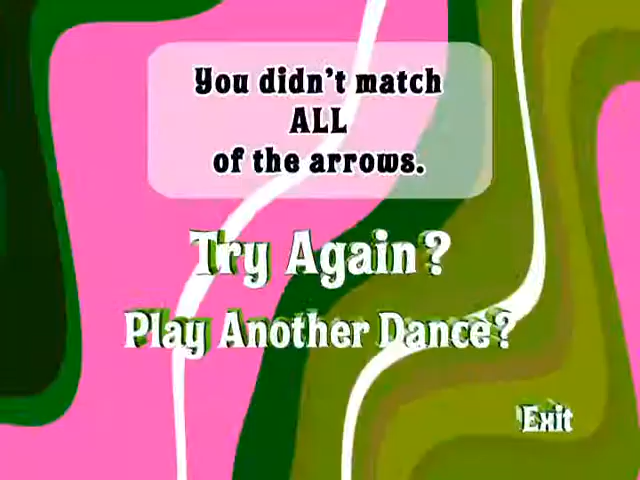 You didn't match
ALL
of the arrows.
Try Again?
Play Another Dance?
Exit